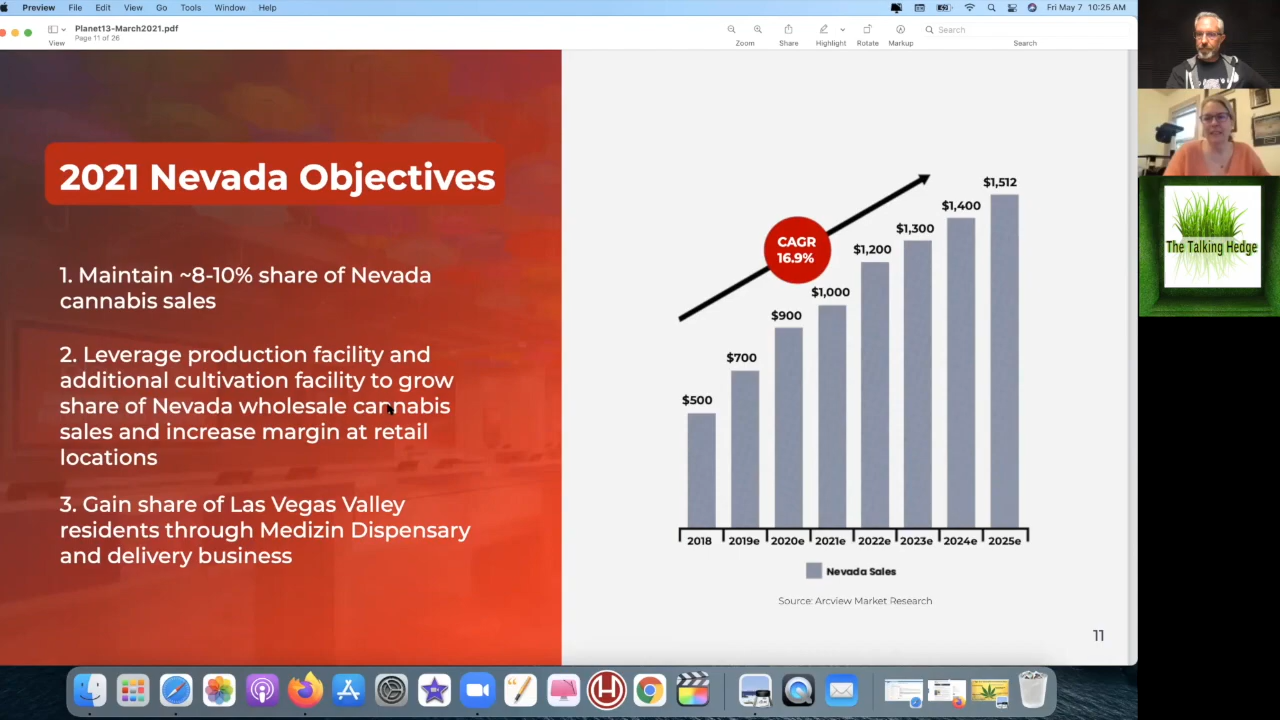 Preview File Edit View Go Tools Window Help
Fri May 7 10:25 AM
Planet13-March2021.pdf
Page 11 of 26
View
Zoom Share Highlight Rotate Markup Search
Search
2021 Nevada Objectives
1. Maintain ~8-10% share of Nevada
cannabis sales
2. Leverage production facility and
additional cultivation facility to grow
share of Nevada wholesale cannabis
sales and increase margin at retail
locations
3. Gain share of Las Vegas Valley
residents through Medizin Dispensary
and delivery business
CAGR
16.9%
$500
$700
$900
$1,000
$1,200
$1,300
$1,400
$1,512
2018 2019e 2020e 2021e 2022e 2023e 2024e 2025e
Nevada Sales
Source: Arcview Market Research
11
The Talking Hedge